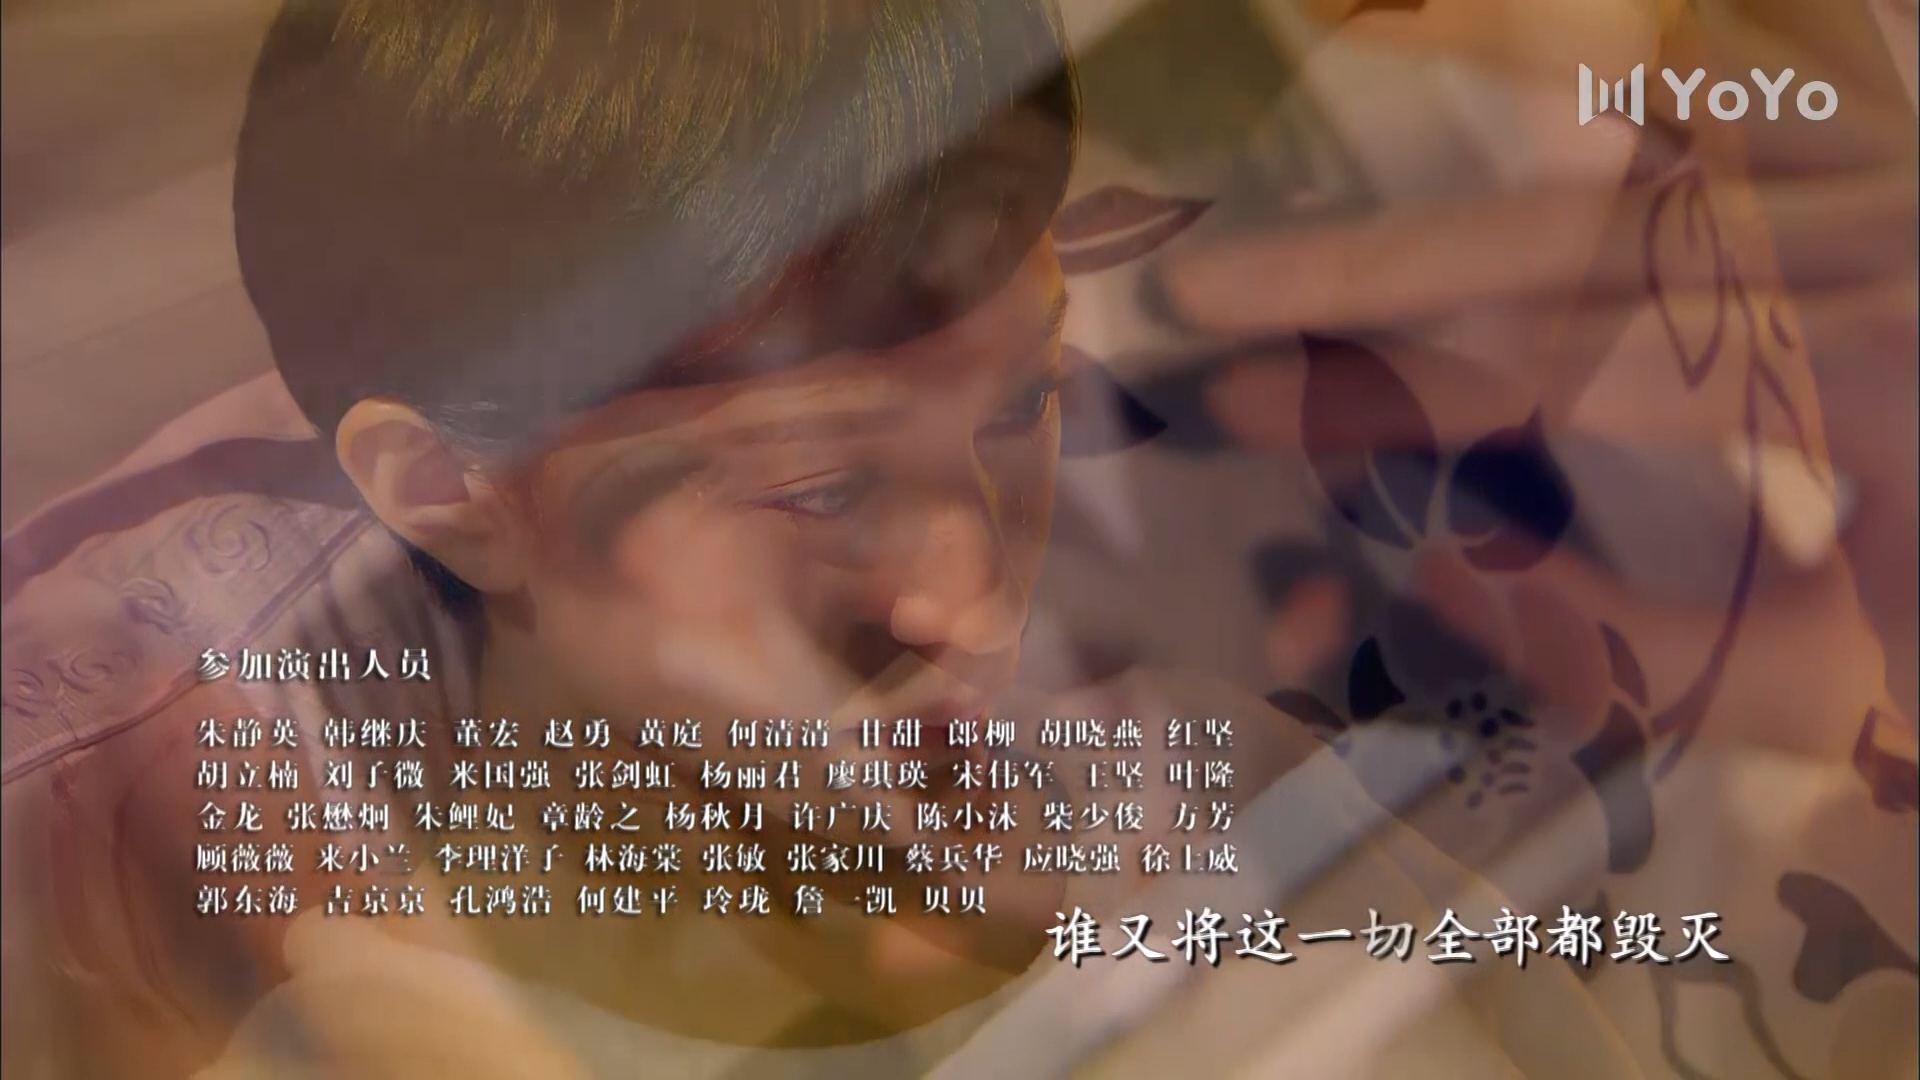 YoYo
参加演出人员
朱静英 韩继庆 董宏 赵勇 黄庭 何清清 甘甜 郎柳 胡晓燕 红坚
胡立楠 刘子微 米国强 张剑虹 杨丽君 廖琪瑛 宋伟军 王坚 叶隆
金龙 张懋炯 朱鲤妃 章龄之 杨秋月 许广庆 陈小沫 柴少俊 方芳
顾薇薇 来小兰 李理洋子 林海棠 张敏 张家川 蔡兵华 应晓强 徐上威
郭东海 吉京京 孔鸿浩 何建平 玲珑 詹一凯 贝贝
谁又将这一切全部都毁灭